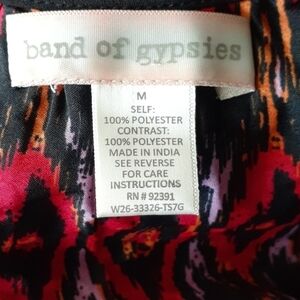 band of gypsies
M
SELF:
100% POLYESTER
CONTRAST:
100% POLYESTER
MADE IN INDIA
SEE REVERSE
FOR CARE
INSTRUCTIONS
RN # 92391
W26-33326-TS7G